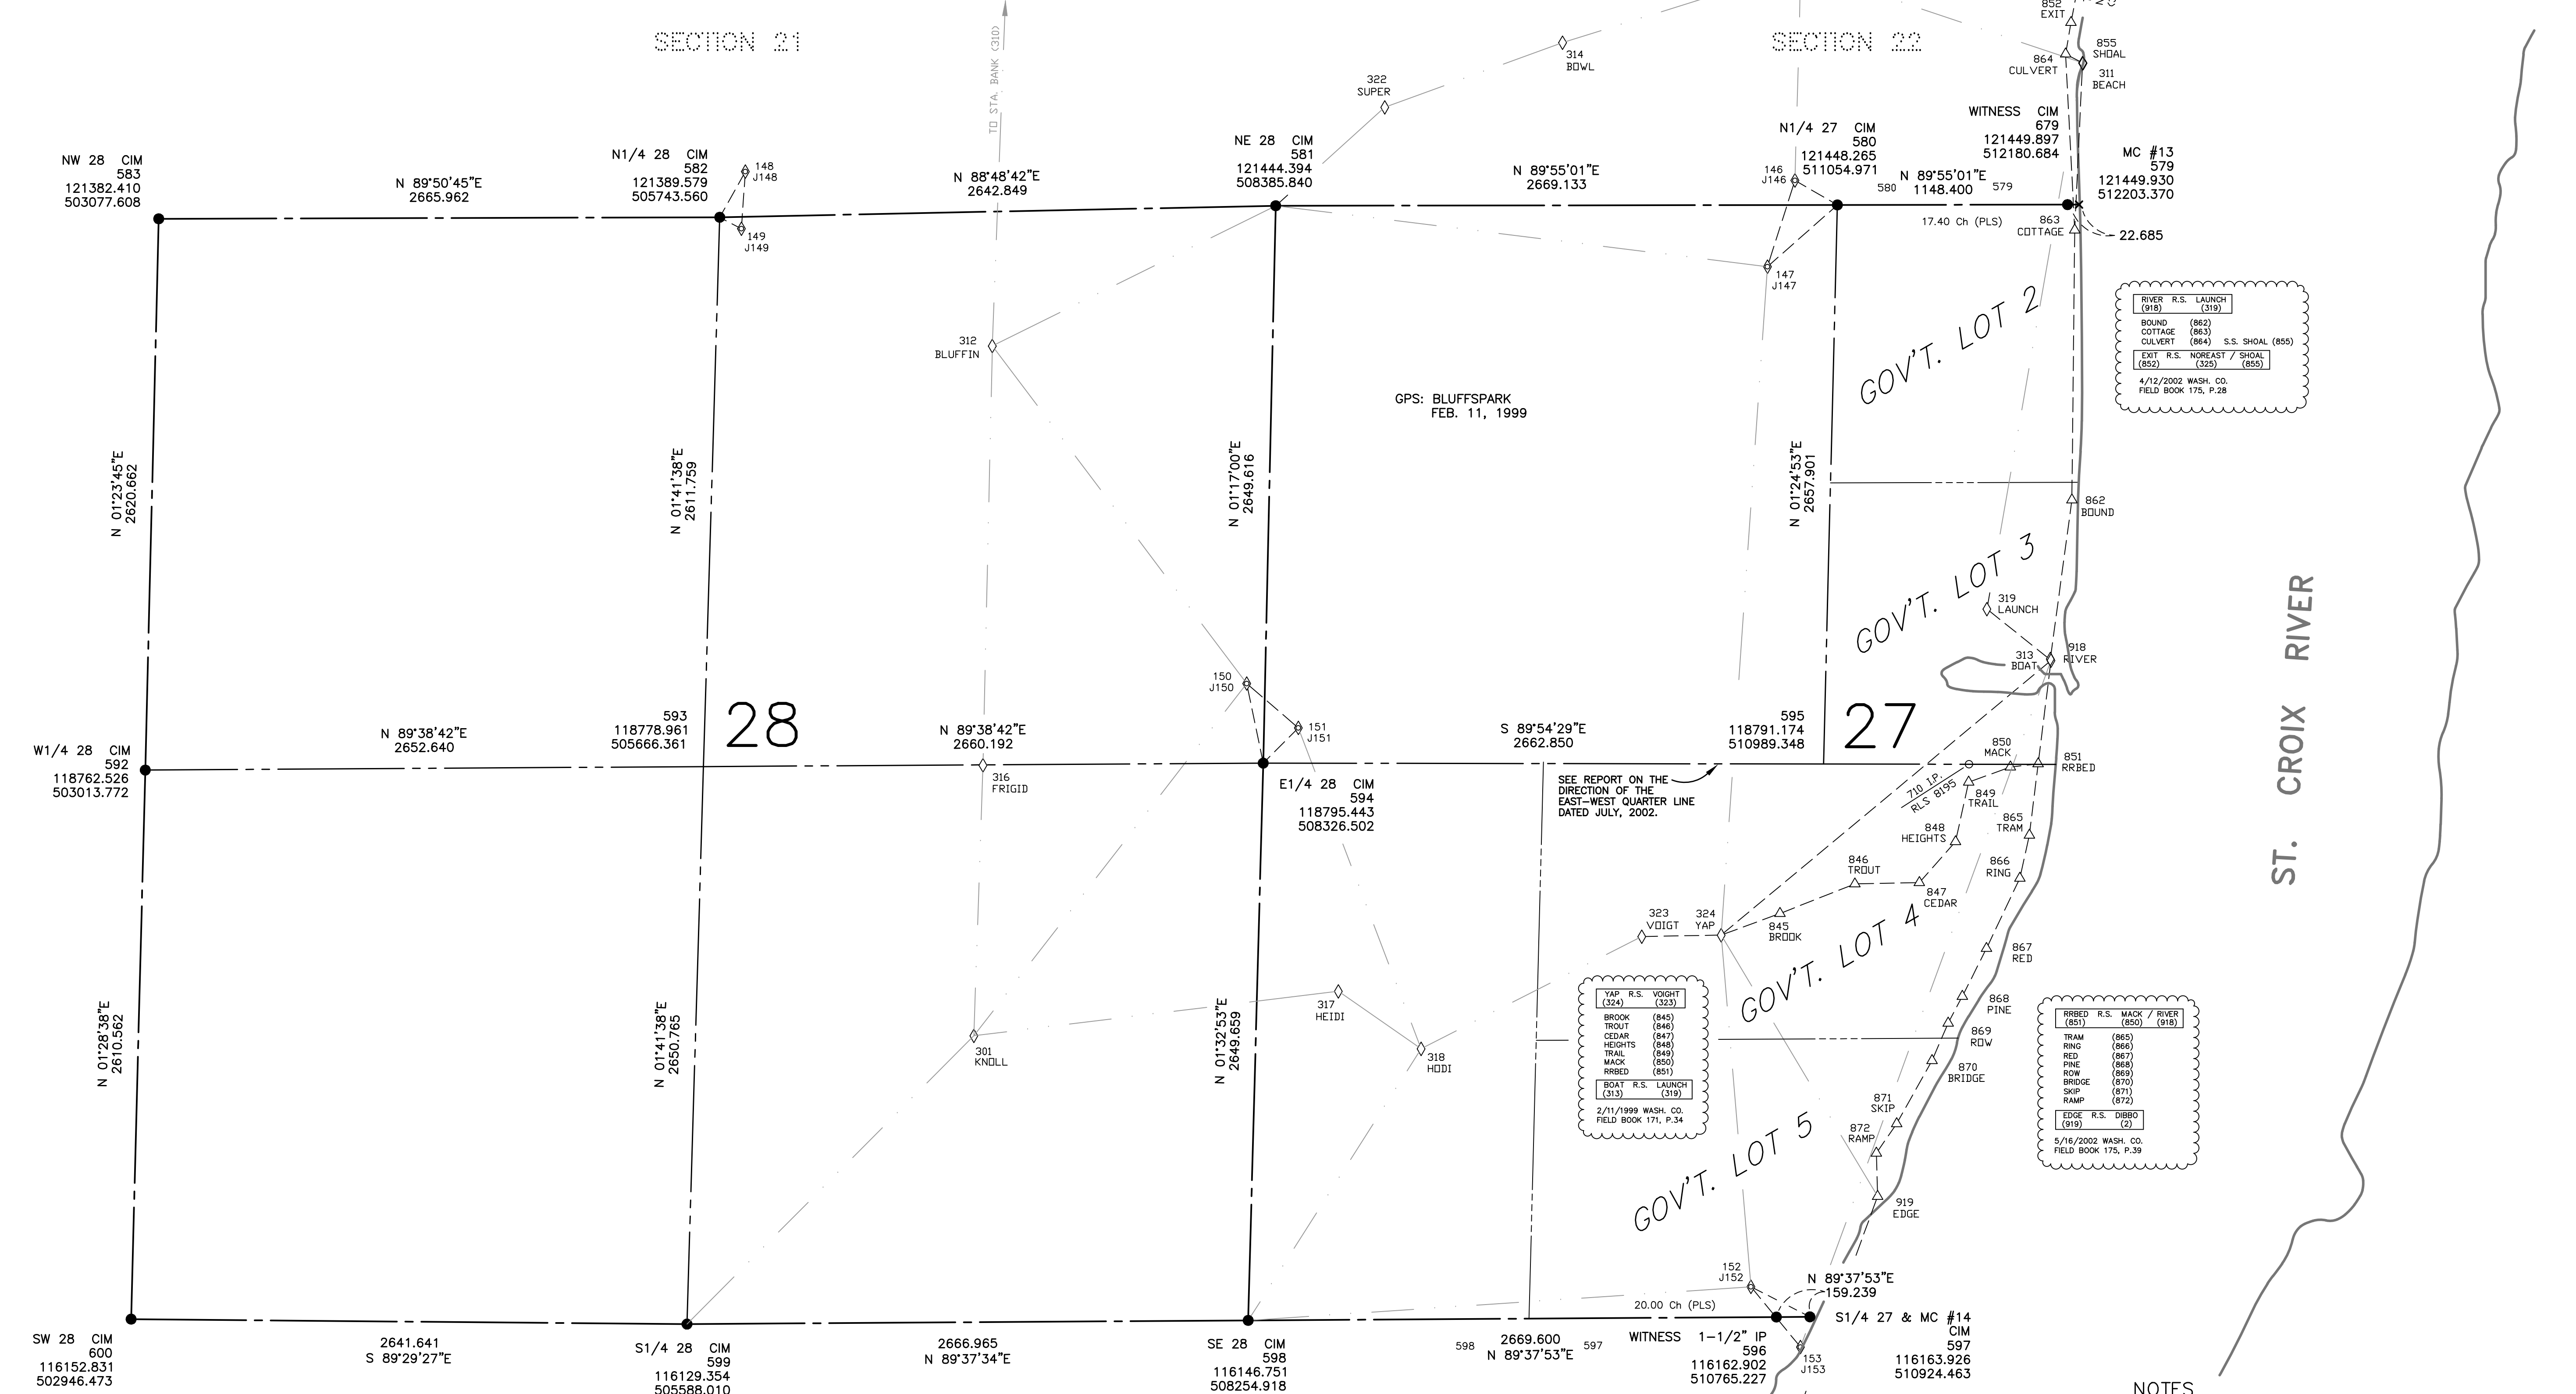 SECTION 21
SECTION 22
TO STA. BANK (310)
852
EXIT
855
SHOAL
864
CULVERT
311
BEACH
314
BOWL
322
SUPER
NW 28 CIM
583
121382.410
503077.608
N 89°50'45"E
2665.962
N1/4 28 CIM
582
121389.579
505743.560
148
J148
149
J149
N 88°48'42"E
2642.849
NE 28 CIM
581
121444.394
508385.840
N 89°55'01"E
2669.133
N1/4 27 CIM
580
121448.265
511054.971
146
J146
147
J147
N 89°55'01"E
580 1148.400 579
17.40 Ch (PLS)
WITNESS CIM
679
121449.897
512180.684
MC #13
579
121449.930
512203.370
863
COTTAGE
22.685
GOV'T. LOT 2
RIVER R.S. LAUNCH
(918) (319)
BOUND (862)
COTTAGE (863)
CULVERT (864) S.S. SHOAL (855)
EXIT R.S. NOREAST / SHOAL
(852) (325) (855)
4/12/2002 WASH. CO.
FIELD BOOK 175, P.28
312
BLUFFIN
GPS: BLUFFSPARK
FEB. 11, 1999
N 01°23'45"E
2620.662
N 01°41'38"E
2611.759
N 01°17'00"E
2649.616
N 01°24'53"E
2657.901
862
BOUND
GOV'T. LOT 3
319
LAUNCH
313
BOAT
918
RIVER
ST. CROIX RIVER
150
J150
151
J151
W1/4 28 CIM
592
118762.526
503013.772
N 89°38'42"E
2652.640
593
118778.961
505666.361
28
N 89°38'42"E
2660.192
316
FRIGID
E1/4 28 CIM
594
118795.443
508326.502
S 89°54'29"E
2662.850
595
118791.174
510989.348
27
SEE REPORT ON THE
DIRECTION OF THE
EAST-WEST QUARTER LINE
DATED JULY, 2002.
850
MACK
851
RRBED
710 I.P.
RLS 8195
849
TRAIL
848
HEIGHTS
865
TRAM
846
TROUT
866
RING
847
CEDAR
323
VOIGT
324
YAP
845
BROOK
GOV'T. LOT 4
867
RED
868
PINE
869
ROW
870
BRIDGE
871
SKIP
872
RAMP
YAP R.S. VOIGHT
(324) (323)
BROOK (845)
TROUT (846)
CEDAR (847)
HEIGHTS (848)
TRAIL (849)
MACK (850)
RRBED (851)
BOAT R.S. LAUNCH
(313) (319)
2/11/1999 WASH. CO.
FIELD BOOK 171, P.34
RRBED R.S. MACK / RIVER
(851) (850) (918)
TRAM (865)
RING (866)
RED (867)
PINE (868)
ROW (869)
BRIDGE (870)
SKIP (871)
RAMP (872)
EDGE R.S. DIBBO
(919) (2)
5/16/2002 WASH. CO.
FIELD BOOK 175, P.39
N 01°28'38"E
2610.562
N 01°41'38"E
2650.765
301
KNOLL
N 01°32'53"E
2649.659
317
HEIDI
318
HODI
GOV'T. LOT 5
919
EDGE
152
J152
N 89°37'53"E
159.239
20.00 Ch (PLS)
S1/4 27 & MC #14
CIM
597
116163.926
510924.463
SW 28 CIM
600
116152.831
502946.473
2641.641
S 89°29'27"E
S1/4 28 CIM
599
116129.354
505588.010
2666.965
N 89°37'34"E
SE 28 CIM
598
116146.751
508254.918
2669.600
598 N 89°37'53"E 597
WITNESS 1-1/2" IP
596
116162.902
510765.227
153
J153
NOTES